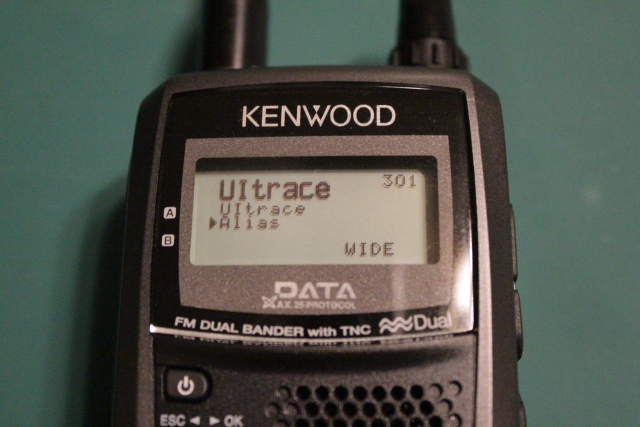 KENWOOD
UItrace 301
UItrace
A
▶Alias
B
WIDE
DATA
AX.25 PROTOCOL
FM DUAL BANDER with TNC Dual
ESC ◀ ▶ OK